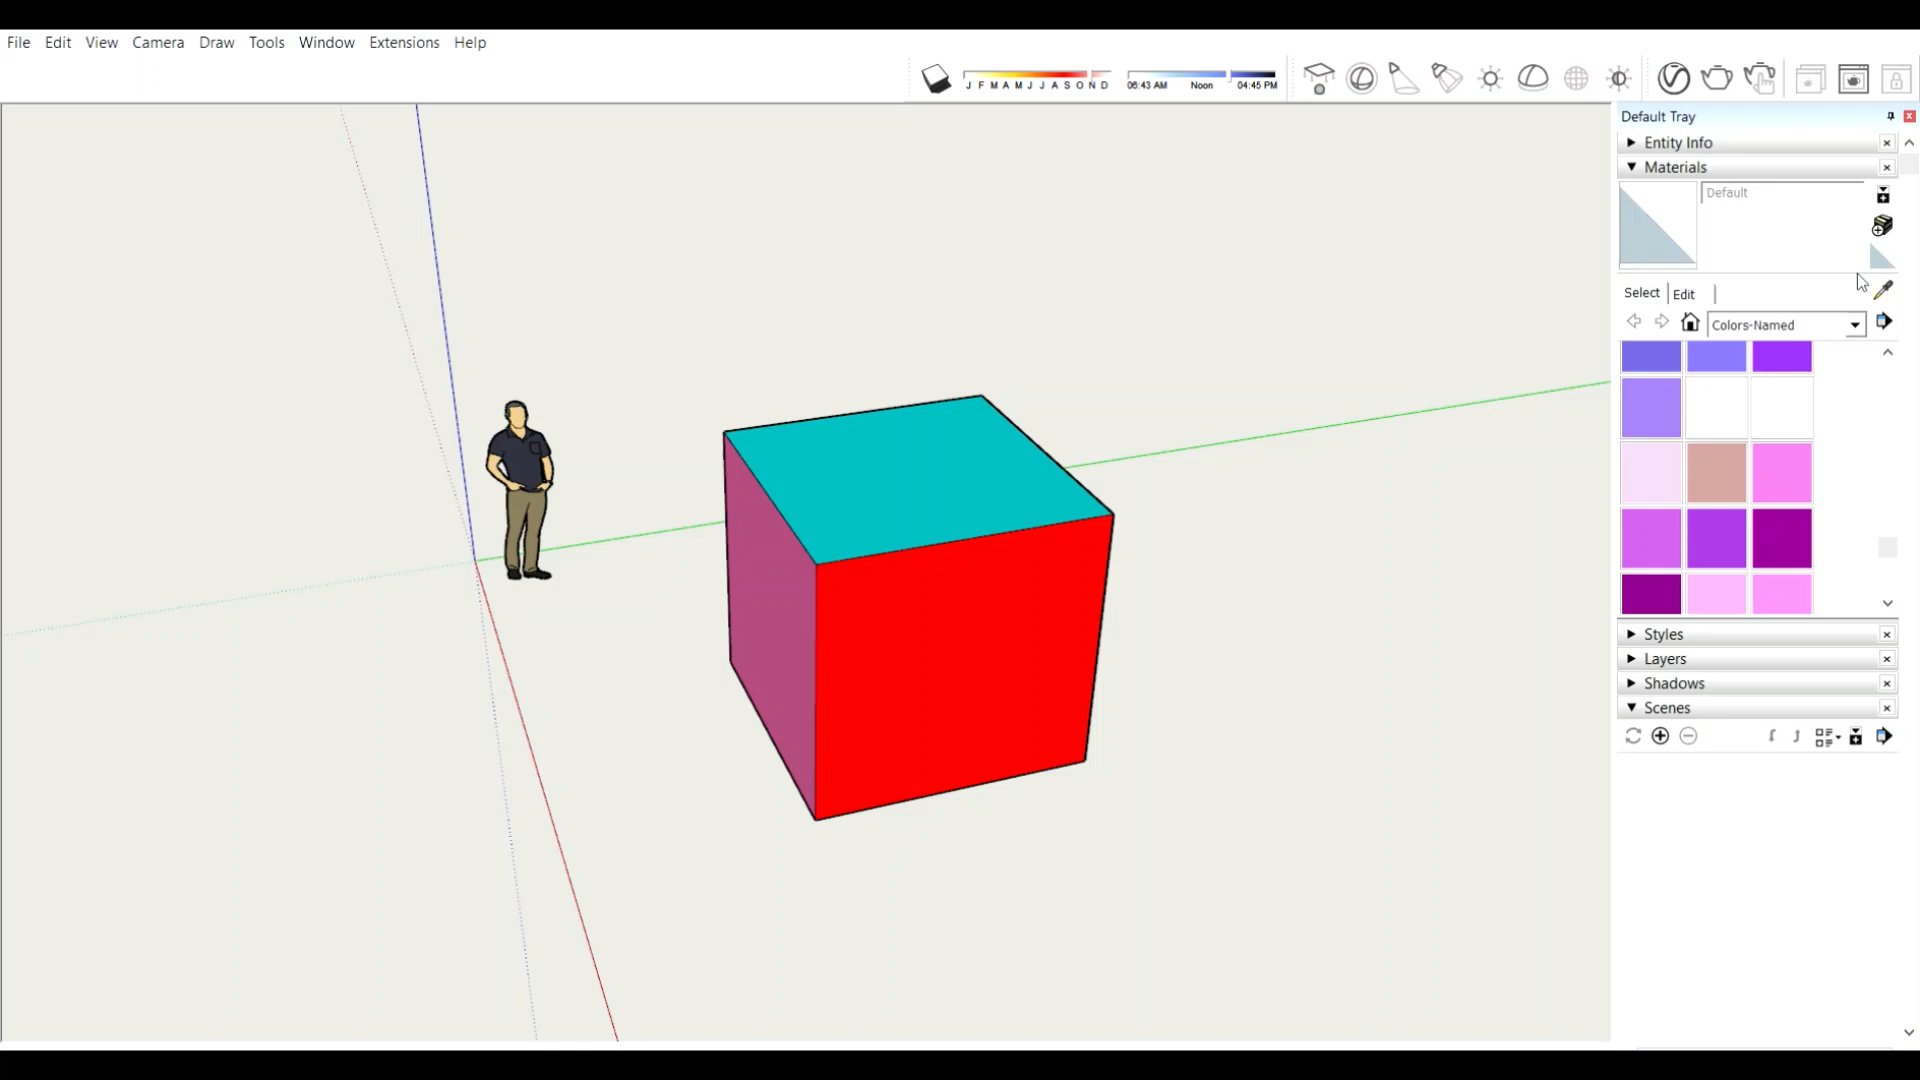 File Edit View Camera Draw Tools Window Extensions Help
J F M A M J J A S O N D 06:43 AM Noon 04:45 PM
Default Tray
Entity Info
Materials
Default
Select Edit
Colors-Named
Styles
Layers
Shadows
Scenes